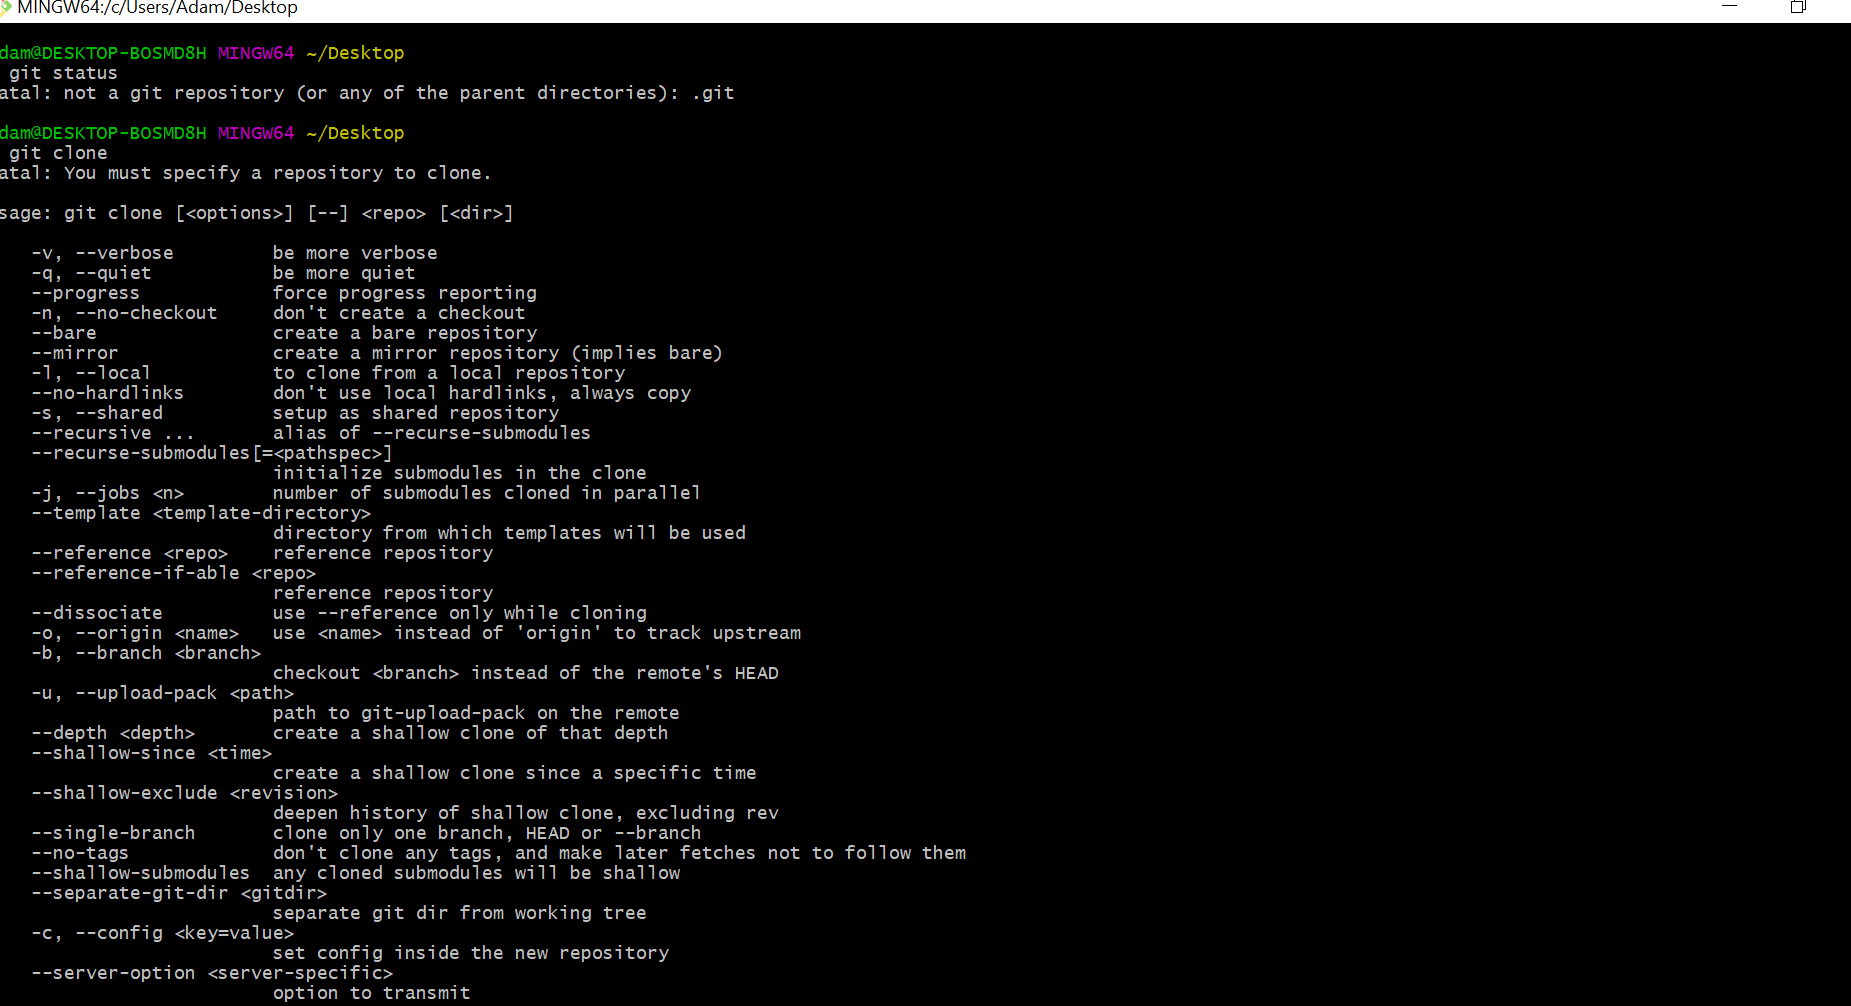 MINGW64:/c/Users/Adam/Desktop
dam@DESKTOP-BOSMD8H MINGW64 ~/Desktop
git status
atal: not a git repository (or any of the parent directories): .git
dam@DESKTOP-BOSMD8H MINGW64 ~/Desktop
git clone
atal: You must specify a repository to clone.
sage: git clone [<options>] [--] <repo> [<dir>]
-v, --verbose be more verbose
-q, --quiet be more quiet
--progress force progress reporting
-n, --no-checkout don't create a checkout
--bare create a bare repository
--mirror create a mirror repository (implies bare)
-l, --local to clone from a local repository
--no-hardlinks don't use local hardlinks, always copy
-s, --shared setup as shared repository
--recursive ... alias of --recurse-submodules
--recurse-submodules[=<pathspec>]
initialize submodules in the clone
-j, --jobs <n> number of submodules cloned in parallel
--template <template-directory>
directory from which templates will be used
--reference <repo> reference repository
--reference-if-able <repo>
reference repository
--dissociate use --reference only while cloning
-o, --origin <name> use <name> instead of 'origin' to track upstream
-b, --branch <branch>
checkout <branch> instead of the remote's HEAD
-u, --upload-pack <path>
path to git-upload-pack on the remote
--depth <depth> create a shallow clone of that depth
--shallow-since <time>
create a shallow clone since a specific time
--shallow-exclude <revision>
deepen history of shallow clone, excluding rev
--single-branch clone only one branch, HEAD or --branch
--no-tags don't clone any tags, and make later fetches not to follow them
--shallow-submodules any cloned submodules will be shallow
--separate-git-dir <gitdir>
separate git dir from working tree
-c, --config <key=value>
set config inside the new repository
--server-option <server-specific>
option to transmit